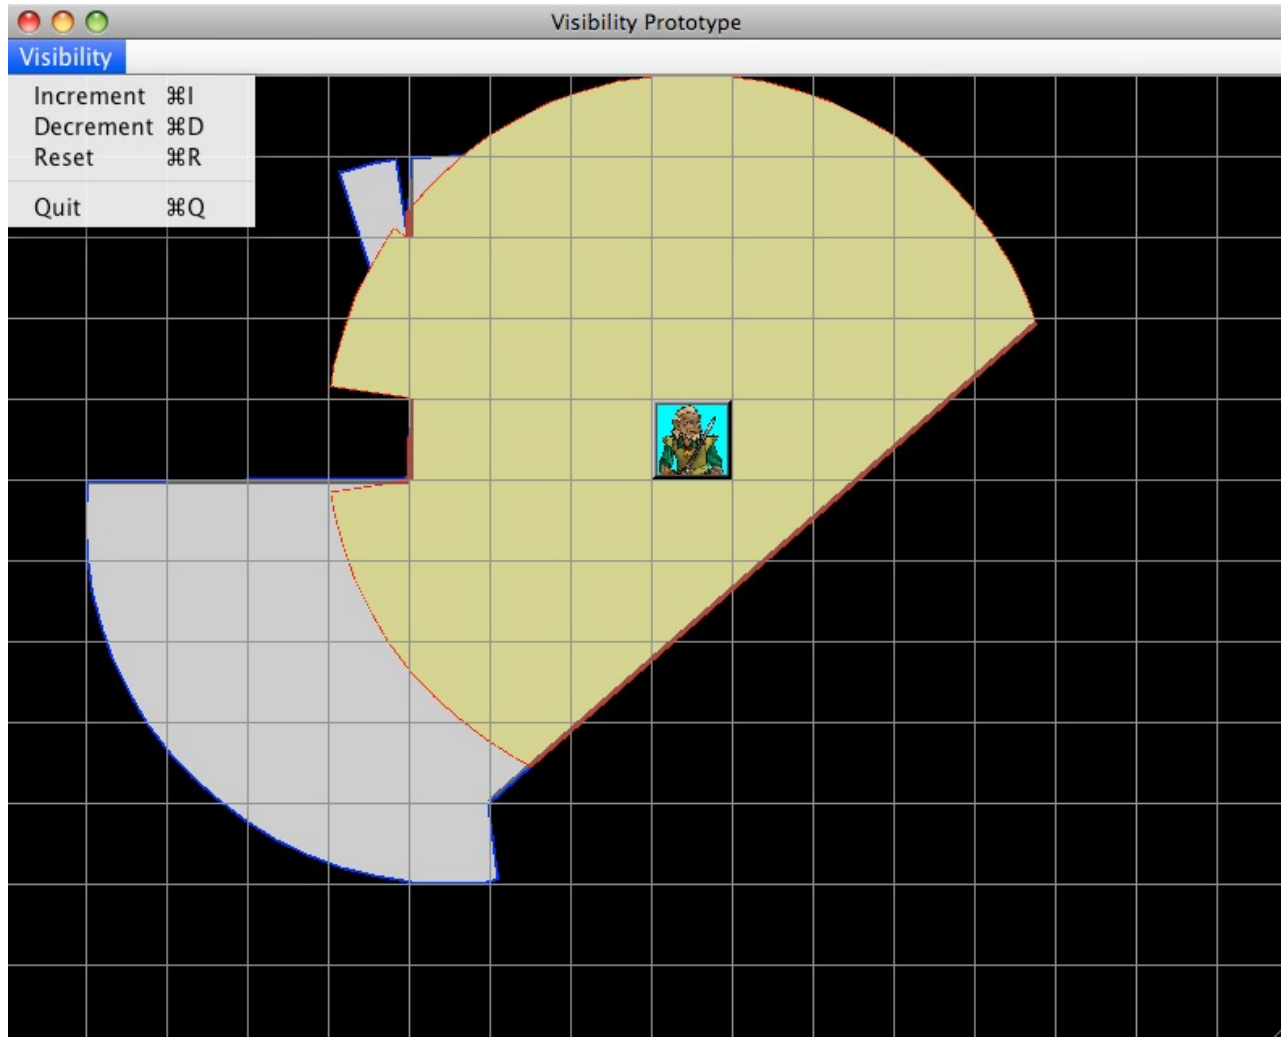 Visibility Prototype
Visibility
Increment ⌘I
Decrement ⌘D
Reset ⌘R
Quit ⌘Q